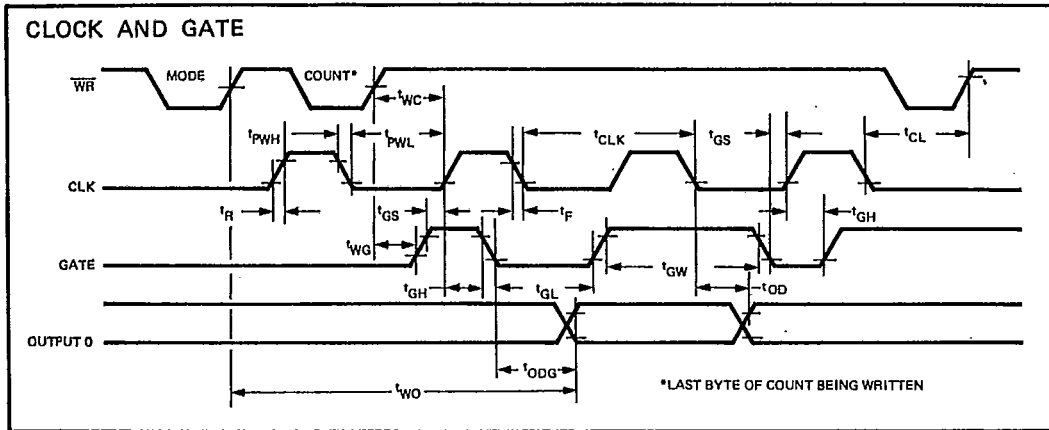 CLOCK AND GATE
WR
MODE
COUNT*
tWC
tPWH
tPWL
tCLK
tGS
tCL
CLK
tR
tGS
tF
tGH
tWG
GATE
tGH
tGL
tGW
tOD
OUTPUT O
tODG
tWO
*LAST BYTE OF COUNT BEING WRITTEN